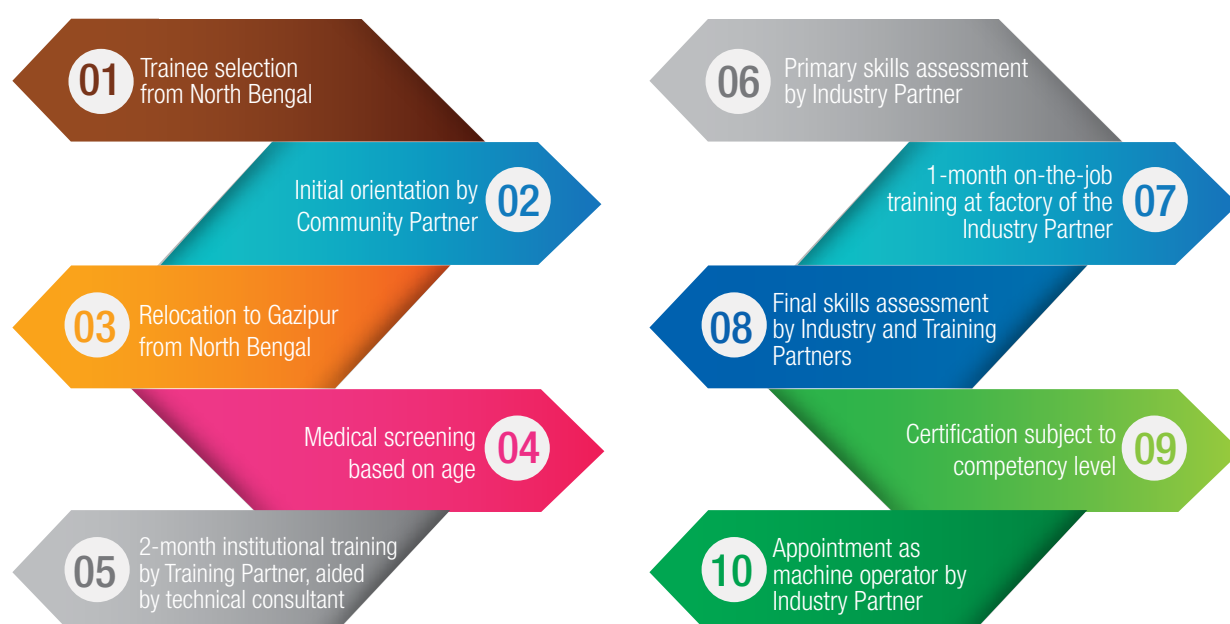 01
Trainee selection
from North Bengal
Initial orientation by
Community Partner
02
03
Relocation to Gazipur
from North Bengal
Medical screening
based on age
04
05
2-month institutional training
by Training Partner, aided
by technical consultant
06
Primary skills assessment
by Industry Partner
1-month on-the-job
training at factory of the
Industry Partner
07
08
Final skills assessment
by Industry and Training
Partners
Certification subject to
competency level
09
10
Appointment as
machine operator by
Industry Partner